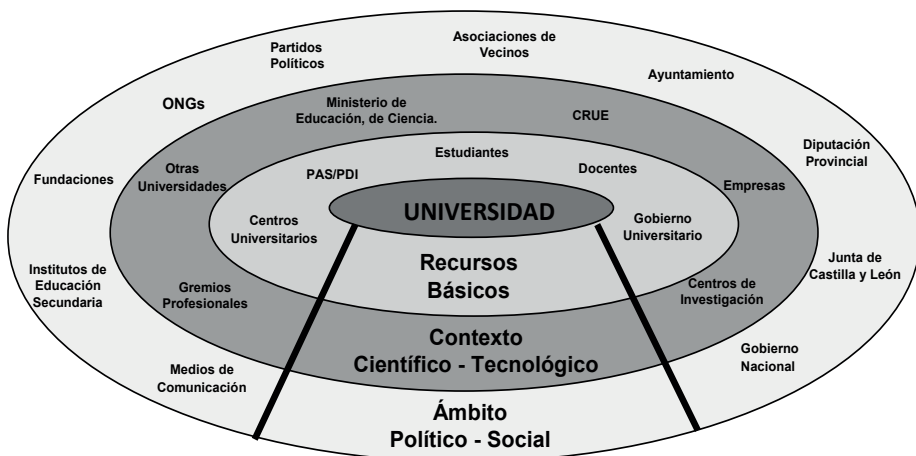 Asociaciones de
Vecinos
Partidos
Políticos
Ayuntamiento
ONGs
Ministerio de
Educación, de Ciencia.
CRUE
Diputación
Provincial
Estudiantes
Otras
Universidades
Docentes
Fundaciones
PAS/PDI
Empresas
UNIVERSIDAD
Centros
Universitarios
Gobierno
Universitario
Recursos
Básicos
Institutos de
Educación
Secundaria
Junta de
Castilla y León
Gremios
Profesionales
Centros de
Investigación
Contexto
Científico - Tecnológico
Gobierno
Nacional
Medios de
Comunicación
Ámbito
Político - Social